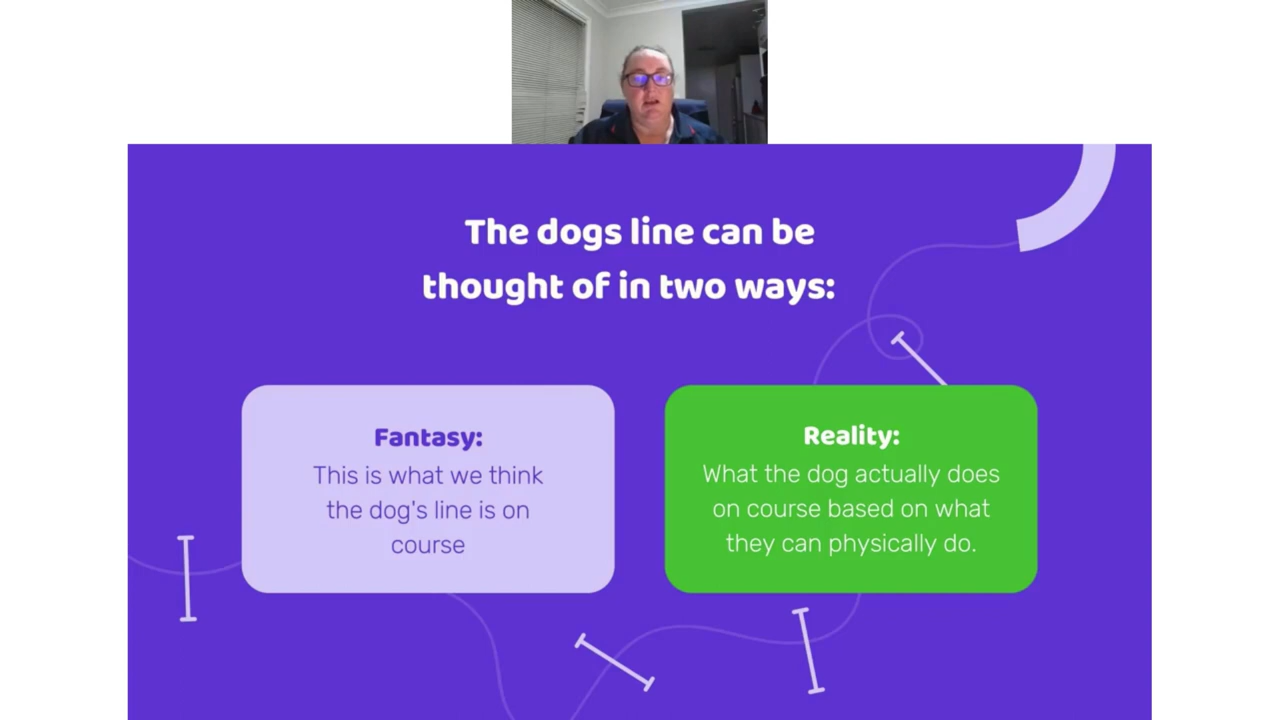 The dogs line can be
thought of in two ways:
Fantasy:
This is what we think
the dog's line is on
course
Reality:
What the dog actually does
on course based on what
they can physically do.